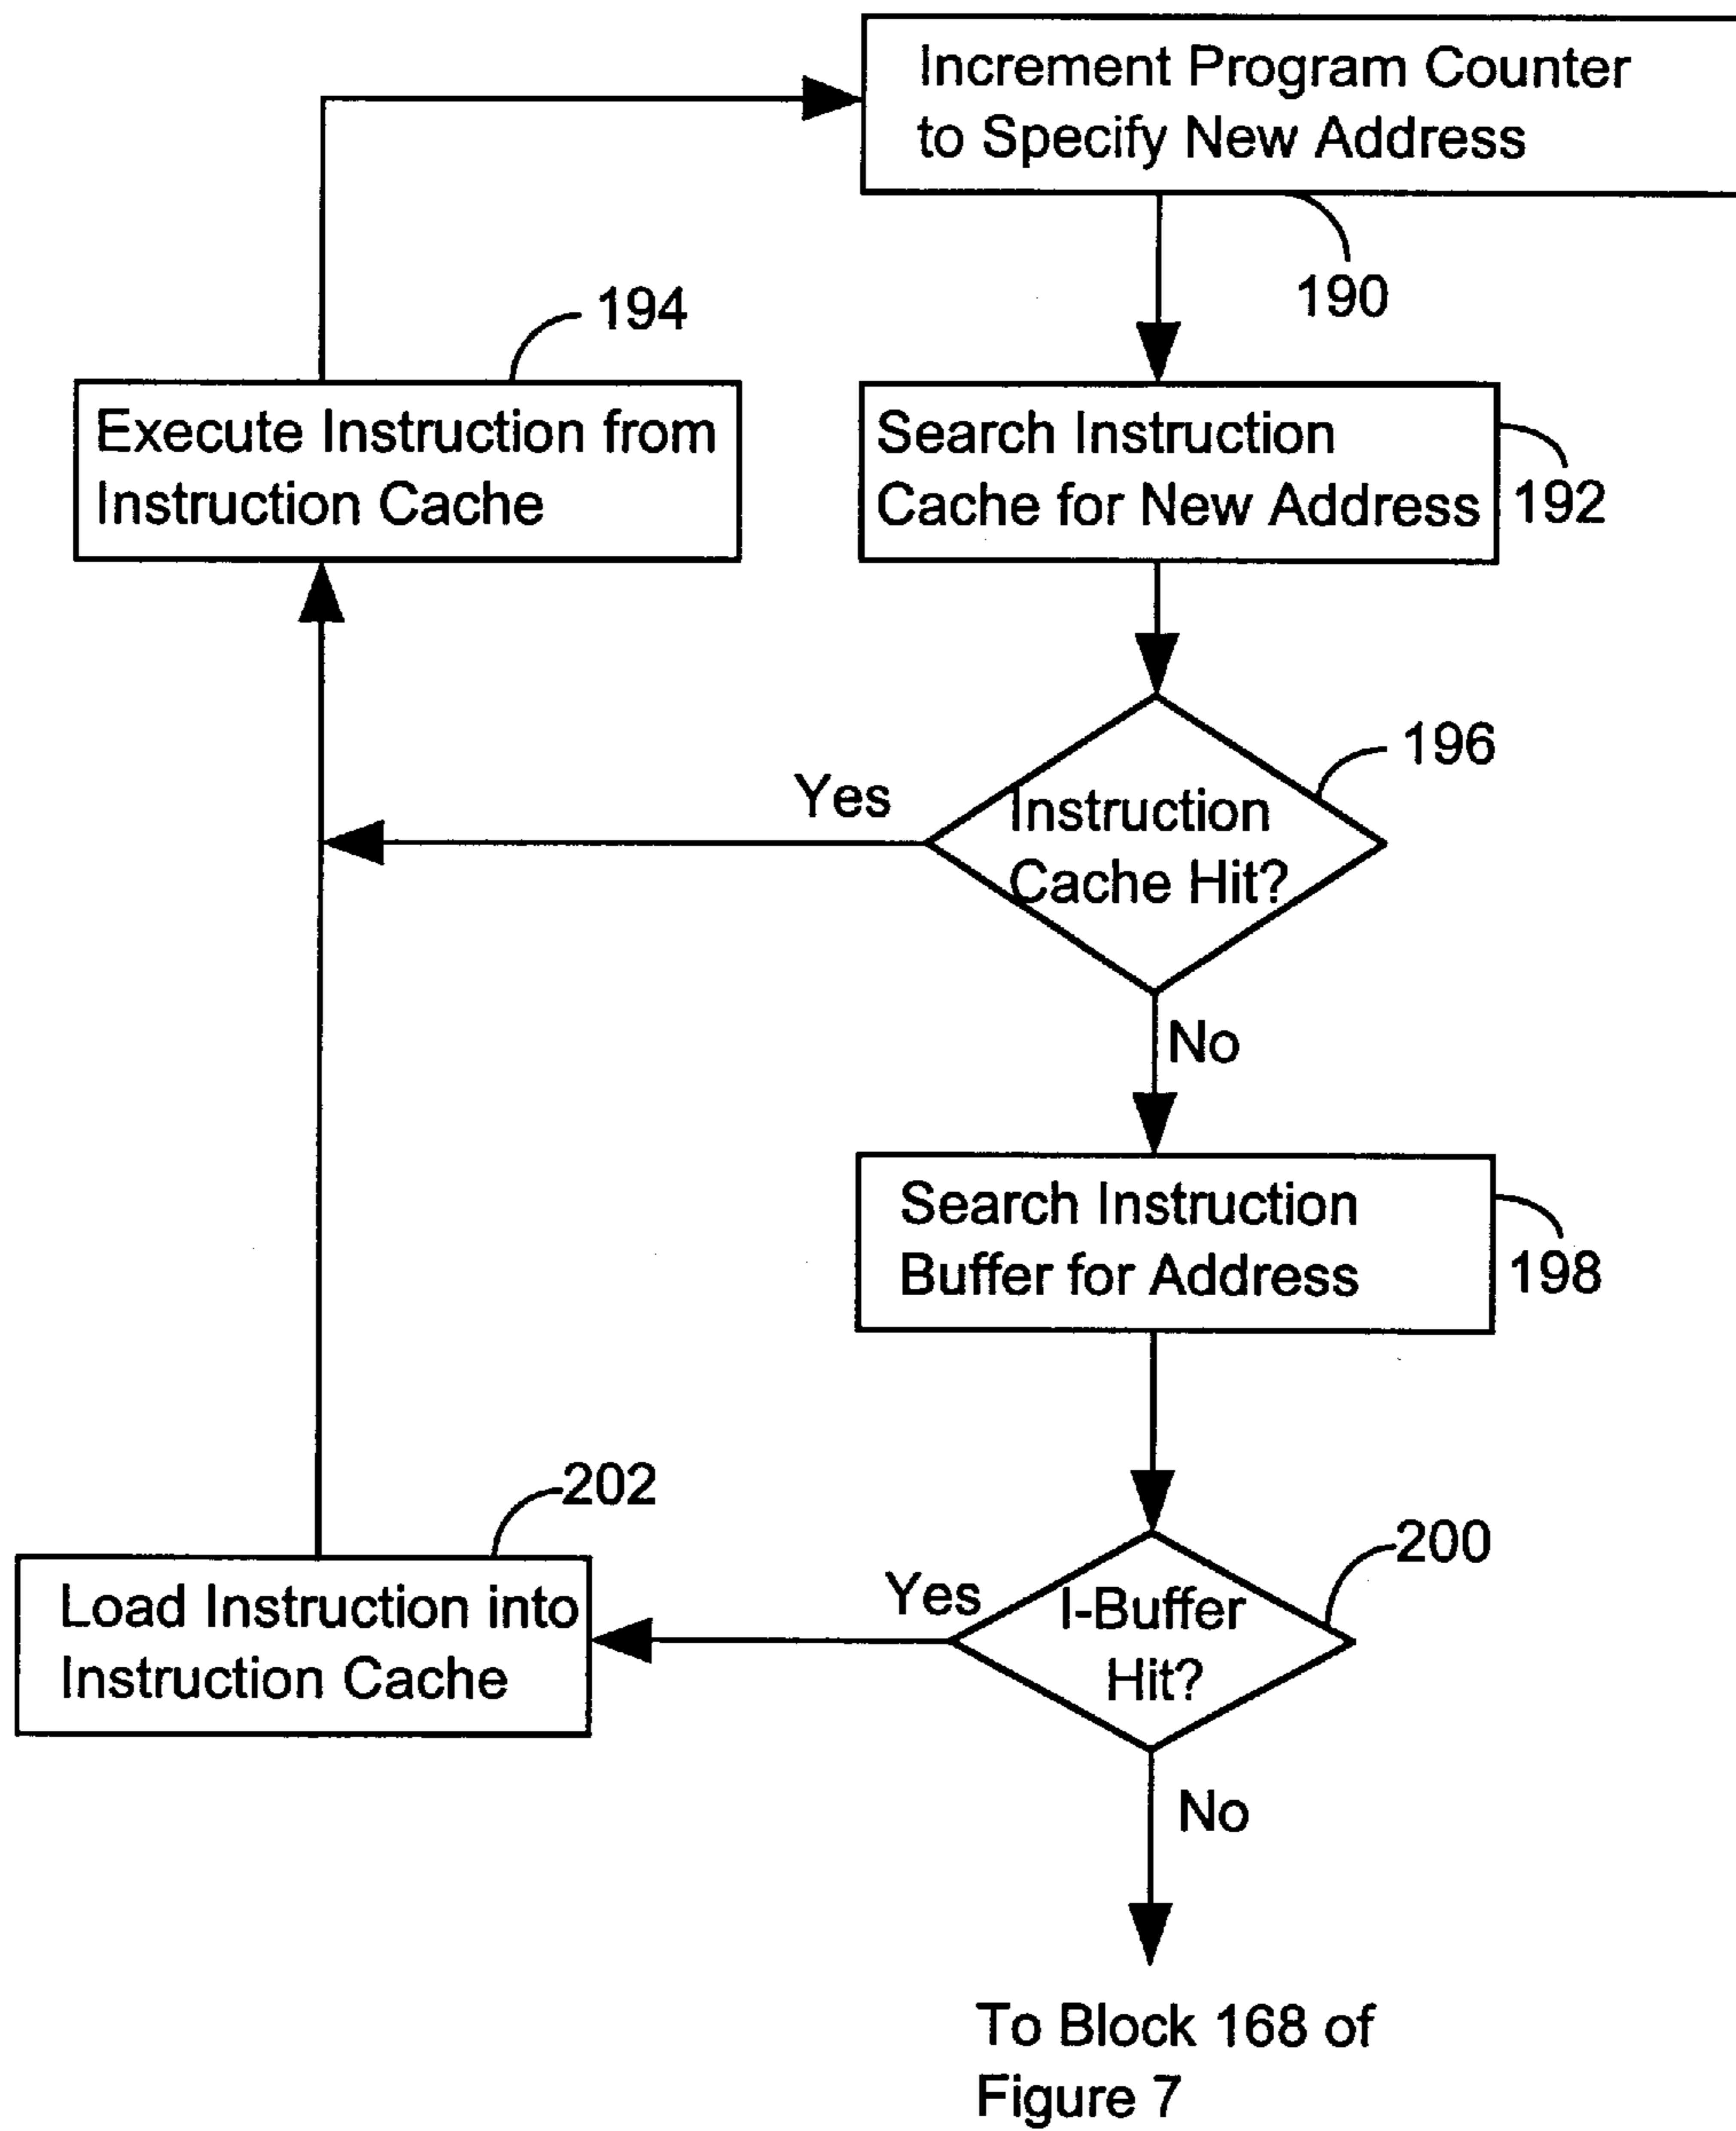 Increment Program Counter
to Specify New Address
190
194
Execute Instruction from
Instruction Cache
Search Instruction
Cache for New Address
192
196
Yes
Instruction
Cache Hit?
No
Search Instruction
Buffer for Address
198
202
200
Load Instruction into
Instruction Cache
Yes
I-Buffer
Hit?
No
To Block 168 of
Figure 7